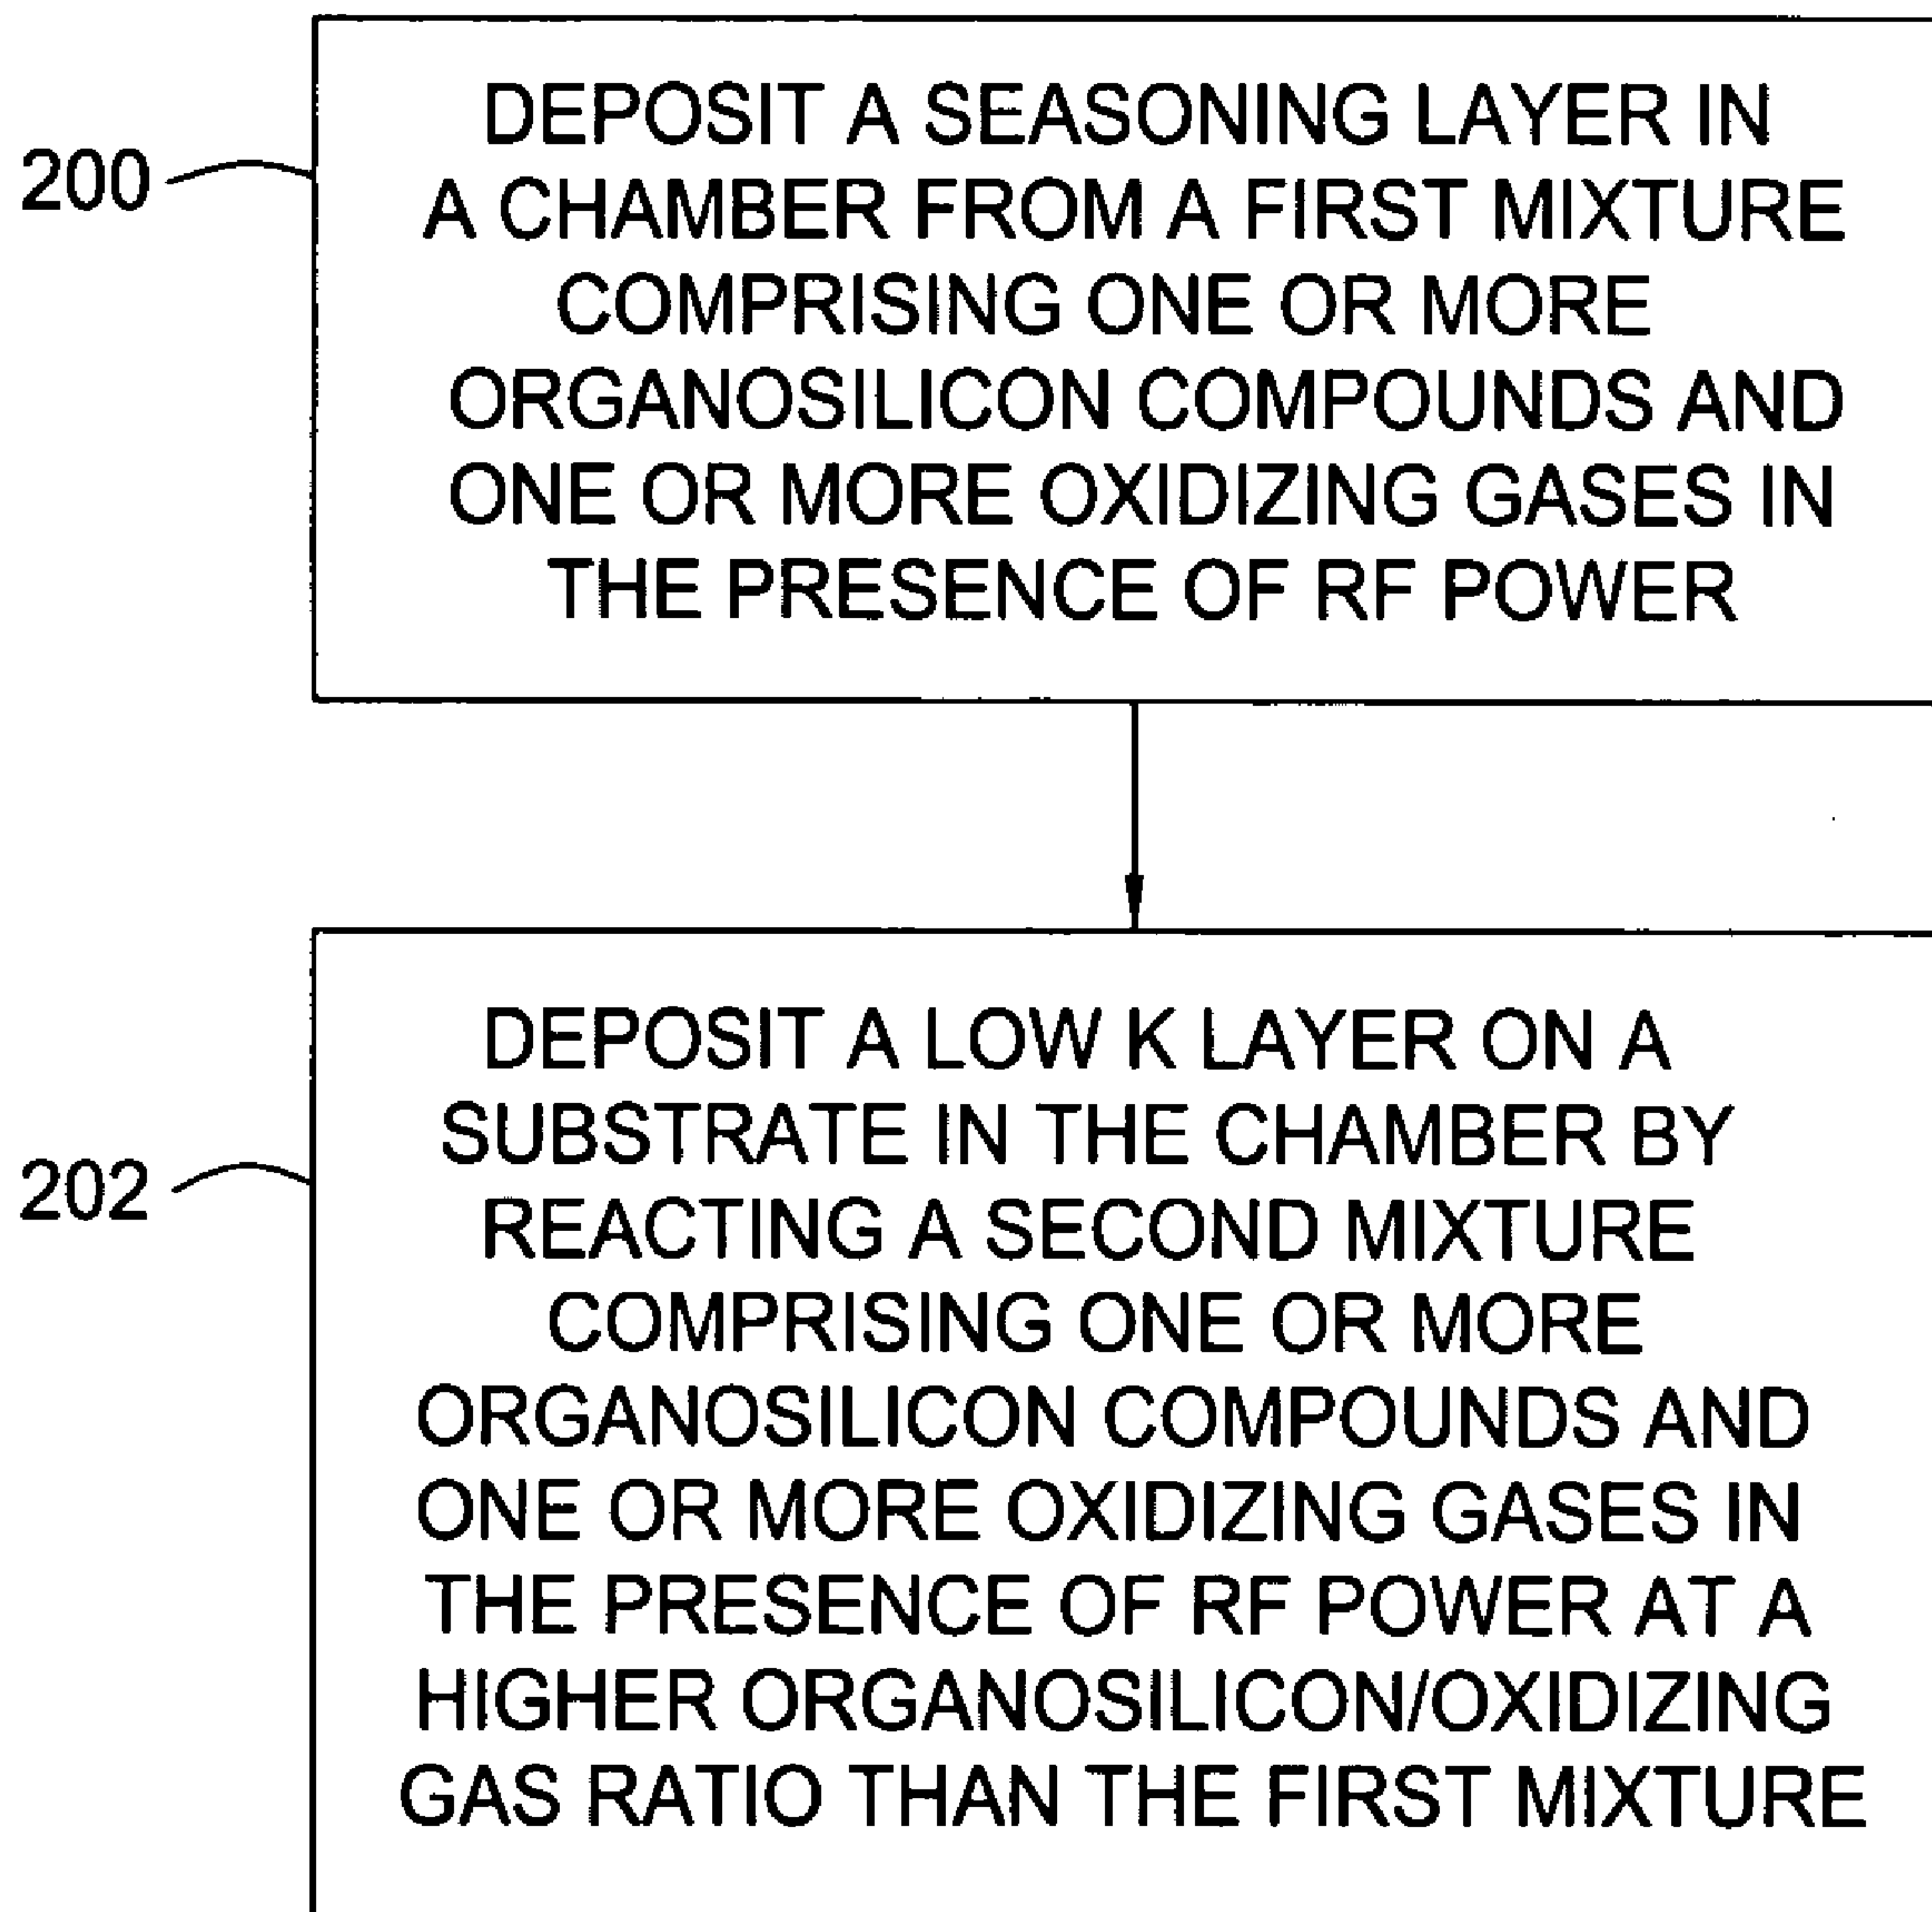 200
DEPOSIT A SEASONING LAYER IN
A CHAMBER FROM A FIRST MIXTURE
COMPRISING ONE OR MORE
ORGANOSILICON COMPOUNDS AND
ONE OR MORE OXIDIZING GASES IN
THE PRESENCE OF RF POWER
202
DEPOSIT A LOW K LAYER ON A
SUBSTRATE IN THE CHAMBER BY
REACTING A SECOND MIXTURE
COMPRISING ONE OR MORE
ORGANOSILICON COMPOUNDS AND
ONE OR MORE OXIDIZING GASES IN
THE PRESENCE OF RF POWER AT A
HIGHER ORGANOSILICON/OXIDIZING
GAS RATIO THAN THE FIRST MIXTURE